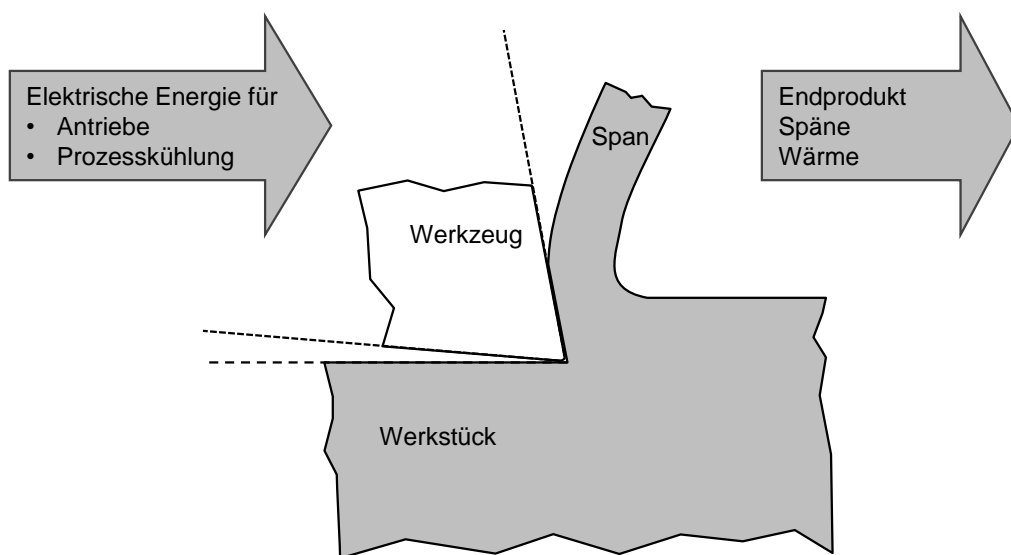 Elektrische Energie für
• Antriebe
• Prozesskühlung
Span
Endprodukt
Späne
Wärme
Werkzeug
Werkstück